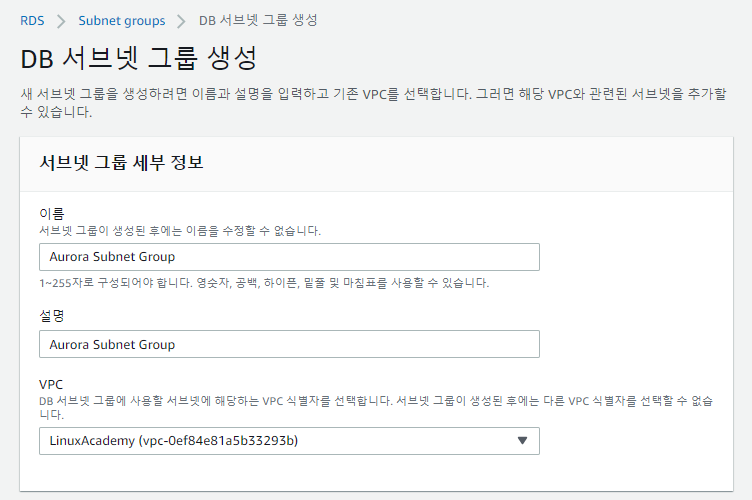 RDS > Subnet groups > DB 서브넷 그룹 생성
DB 서브넷 그룹 생성
새 서브넷 그룹을 생성하려면 이름과 설명을 입력하고 기존 VPC를 선택합니다. 그러면 해당 VPC와 관련된 서브넷을 추가할
수 있습니다.
서브넷 그룹 세부 정보
이름
서브넷 그룹이 생성된 후에는 이름을 수정할 수 없습니다.
Aurora Subnet Group
1~255자로 구성되어야 합니다. 영숫자, 공백, 하이픈, 밑줄 및 마침표를 사용할 수 있습니다.
설명
Aurora Subnet Group
VPC
DB 서브넷 그룹에 사용할 서브넷에 해당하는 VPC 식별자를 선택합니다. 서브넷 그룹이 생성된 후에는 다른 VPC 식별자를 선택할 수 없습
니다.
LinuxAcademy (vpc-0ef84e81a5b33293b)